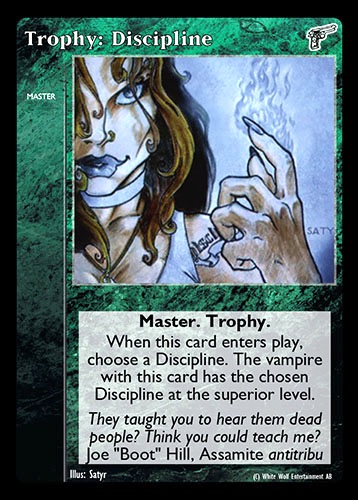 Trophy: Discipline
MASTER
SATY
Master. Trophy.
When this card enters play,
choose a Discipline. The vampire
with this card has the chosen
Discipline at the superior level.
They taught you to hear them dead
people? Think you could teach me?
Joe "Boot" Hill, Assamite antitribu
Illus: Satyr
(C) White Wolf Entertainment AB